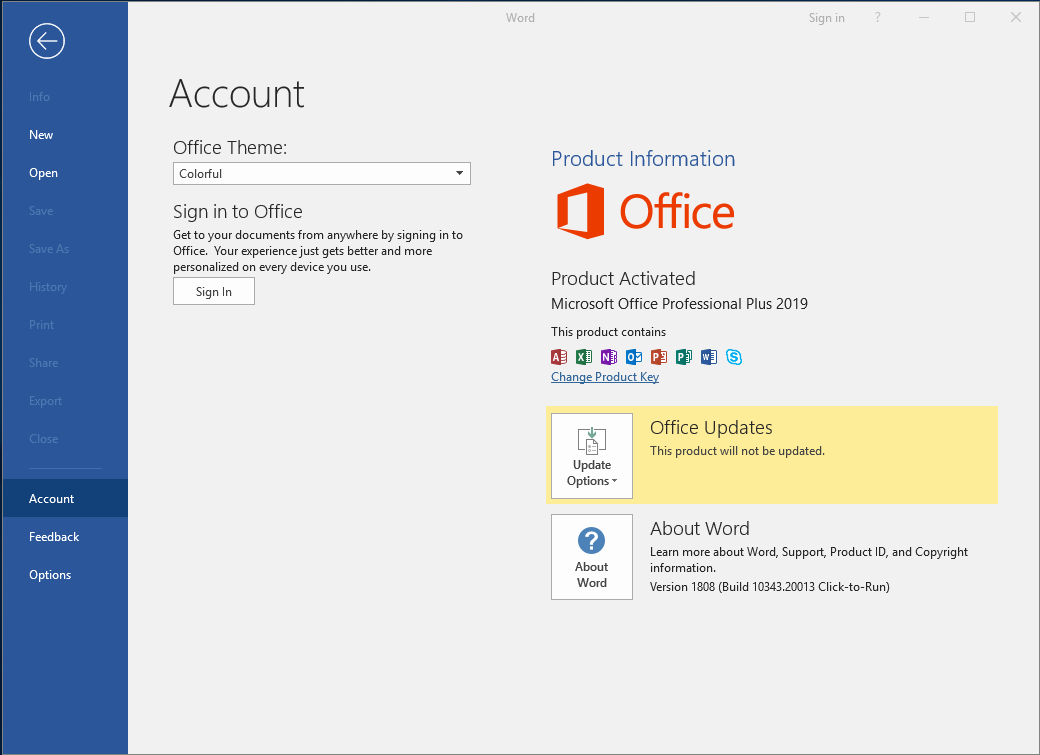 Word
Sign in
?
Info
New
Open
Save
Save As
History
Print
Share
Export
Close
Account
Feedback
Options
Account
Office Theme:
Colorful
Sign in to Office
Get to your documents from anywhere by signing in to
Office.  Your experience just gets better and more
personalized on every device you use.
Sign In
Product Information
Office
Product Activated
Microsoft Office Professional Plus 2019
This product contains
A X N O P P W S
Change Product Key
Update
Options
Office Updates
This product will not be updated.
?
About
Word
About Word
Learn more about Word, Support, Product ID, and Copyright
information.
Version 1808 (Build 10343.20013 Click-to-Run)